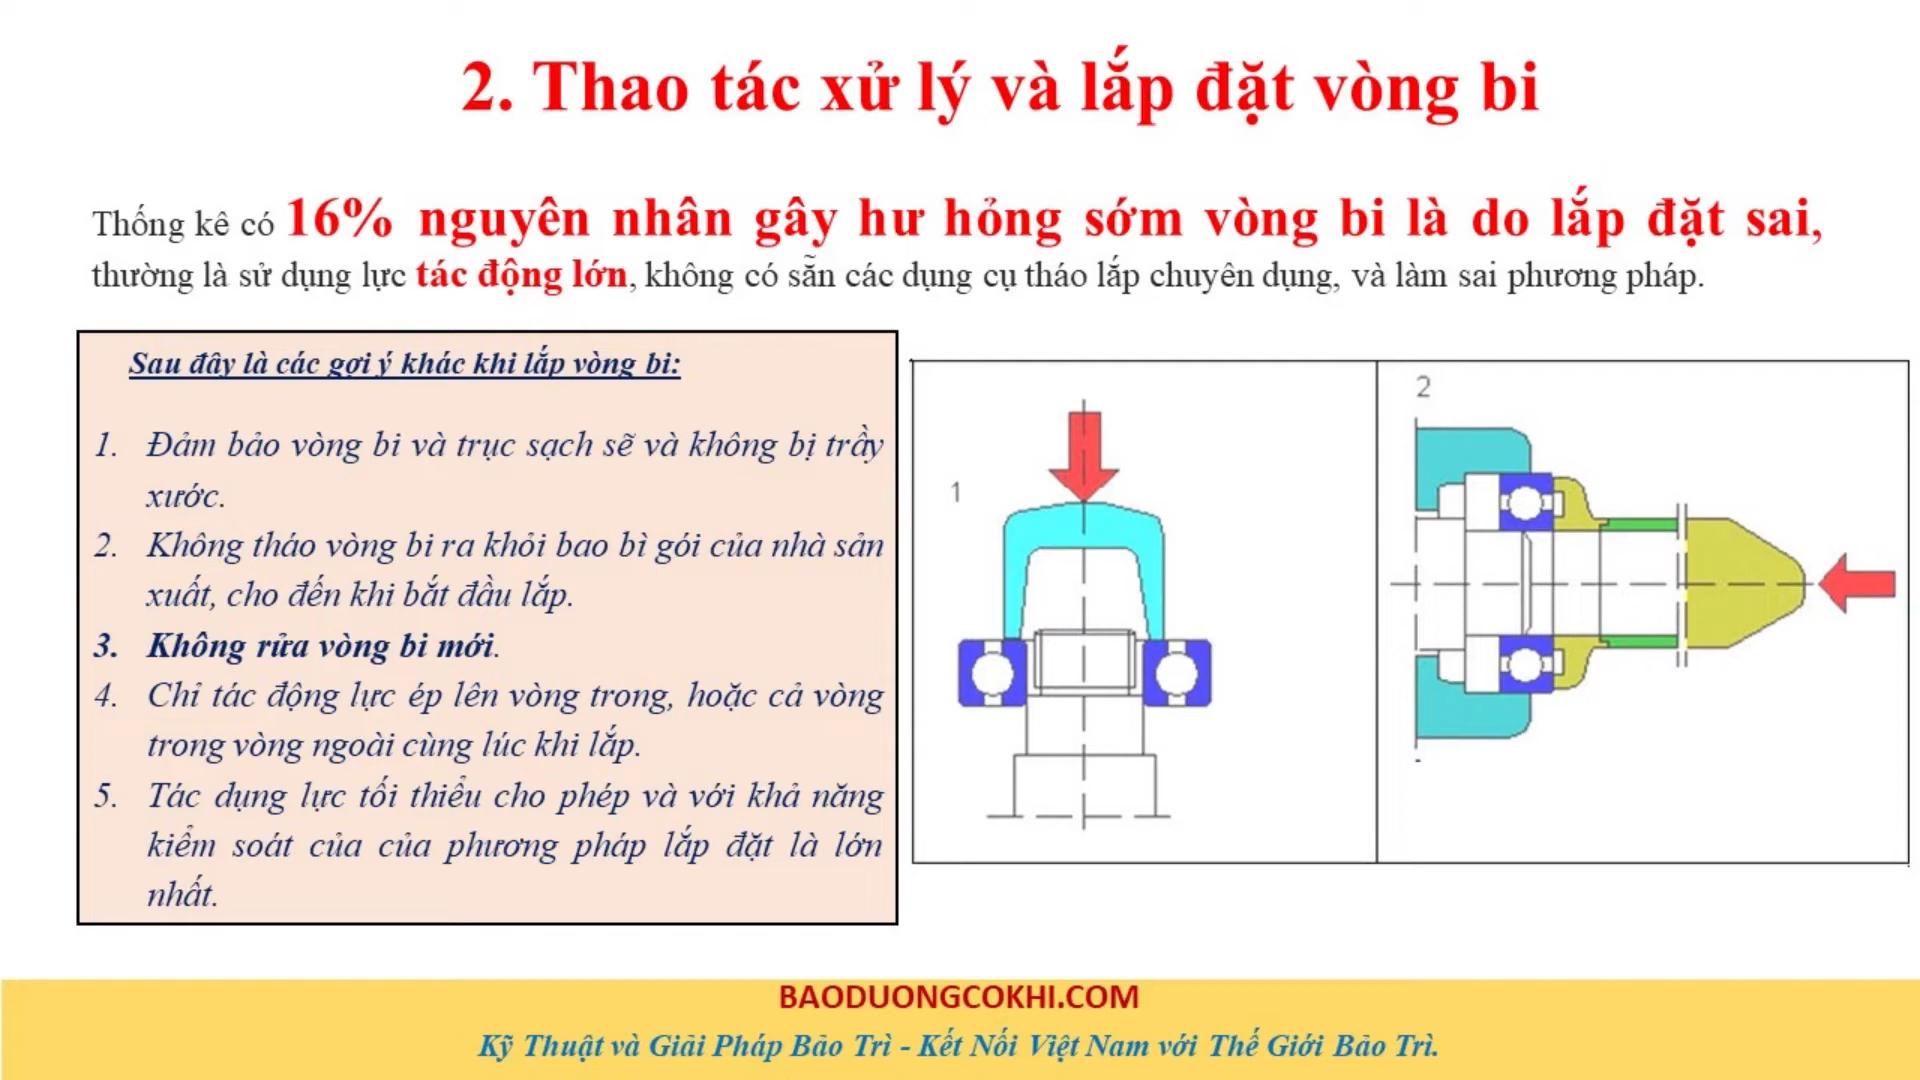 2. Thao tác xử lý và lắp đặt vòng bi
Thống kê có 16% nguyên nhân gây hư hỏng sớm vòng bi là do lắp đặt sai,
thường là sử dụng lực tác động lớn, không có sẵn các dụng cụ tháo lắp chuyên dụng, và làm sai phương pháp.
Sau đây là các gợi ý khác khi lắp vòng bi:
1. Đảm bảo vòng bi và trục sạch sẽ và không bị trầy
xước.
2. Không tháo vòng bi ra khỏi bao bì gói của nhà sản
xuất, cho đến khi bắt đầu lắp.
3. Không rửa vòng bi mới.
4. Chỉ tác động lực ép lên vòng trong, hoặc cả vòng
trong vòng ngoài cùng lúc khi lắp.
5. Tác dụng lực tối thiểu cho phép và với khả năng
kiểm soát của của phương pháp lắp đặt là lớn
nhất.
1
2
BAODUONGCOKHI.COM
Kỹ Thuật và Giải Pháp Bảo Trì - Kết Nối Việt Nam với Thế Giới Bảo Trì.